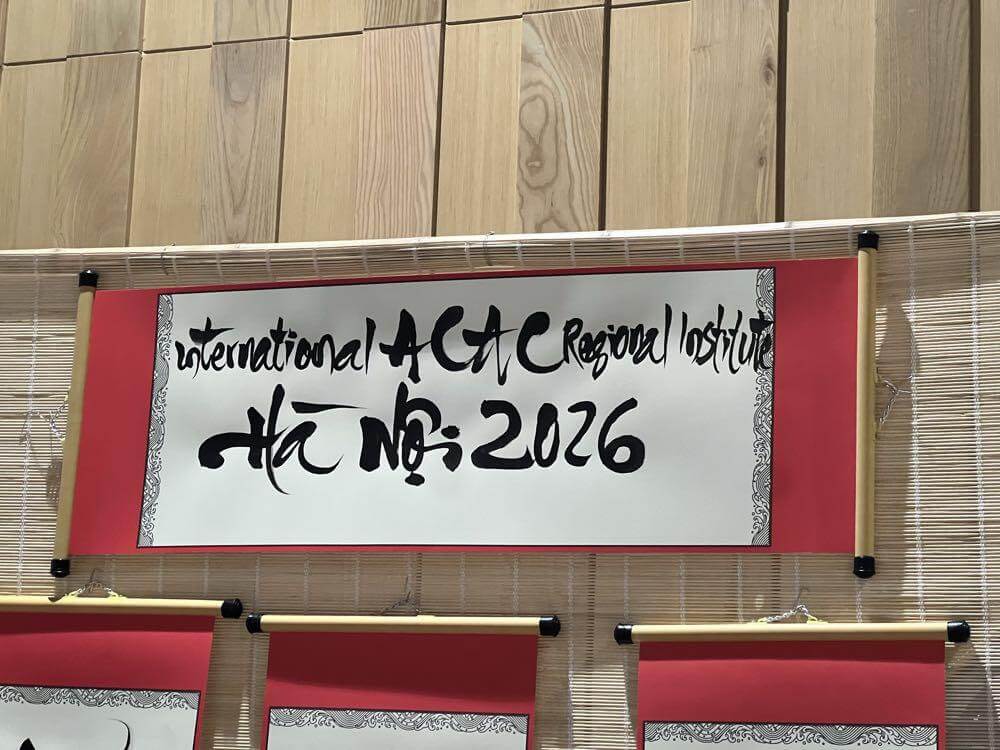 international ACAC Regional Institute
Hà Nội 2026